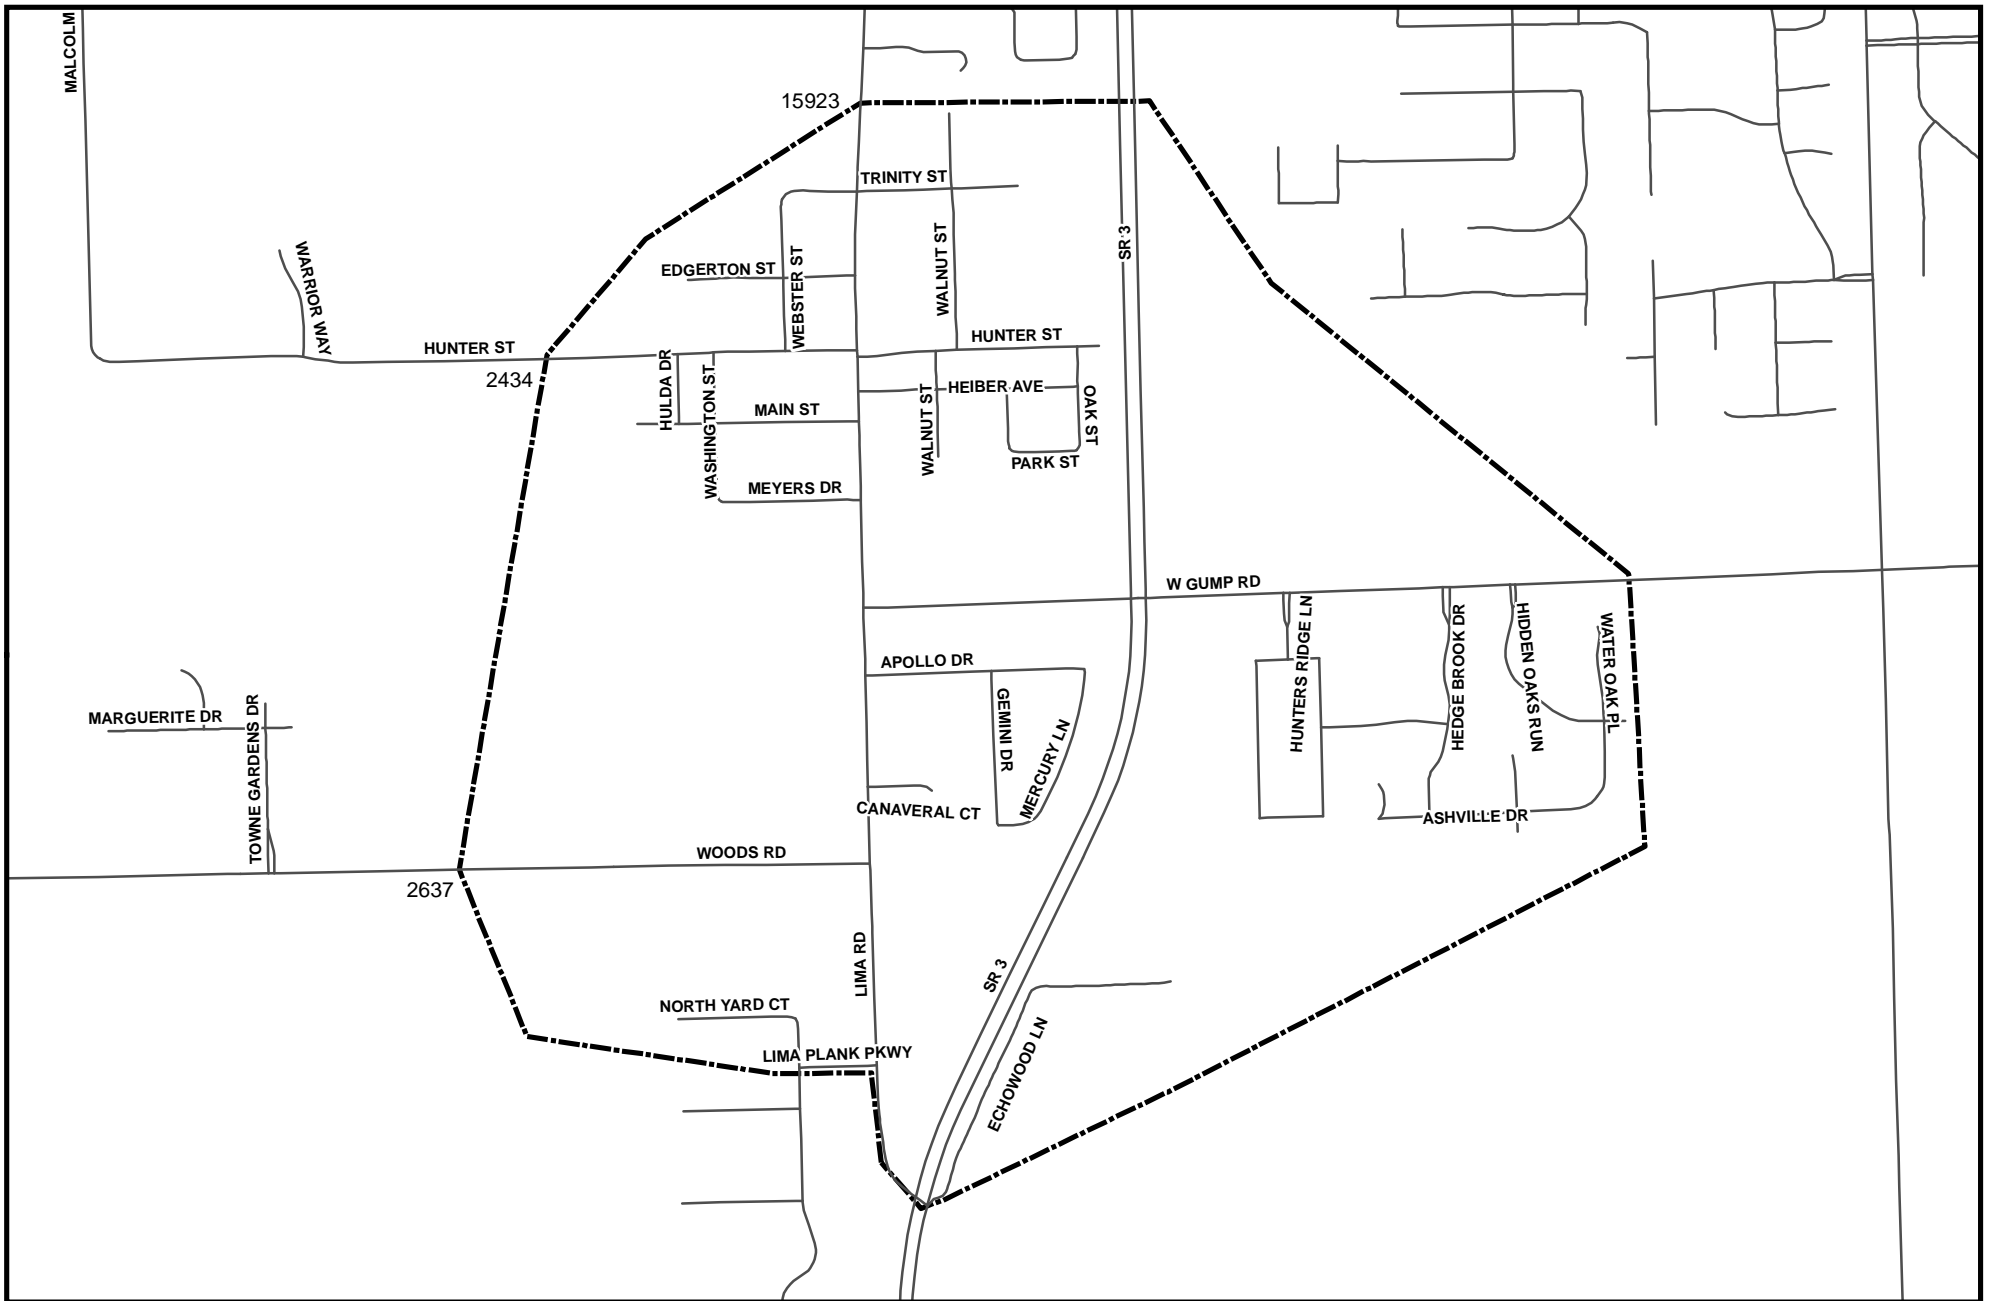 MALCOLM
15923
TRINITY ST
SR 3
WALNUT ST
WARRIOR WAY
WEBSTER ST
EDGERTON ST
HUNTER ST
HUNTER ST
2434
HULDA DR
WASHINGTON ST
HEIBER AVE
WALNUT ST
OAK ST
MAIN ST
PARK ST
MEYERS DR
W GUMP RD
HUNTERS RIDGE LN
HEDGE BROOK DR
HIDDEN OAKS RUN
WATER OAK PL
APOLLO DR
GEMINI DR
MERCURY LN
MARGUERITE DR
TOWNE GARDENS DR
CANAVERAL CT
ASHVILLE DR
WOODS RD
2637
LIMA RD
SR 3
NORTH YARD CT
ECHOWOOD LN
LIMA PLANK PKWY